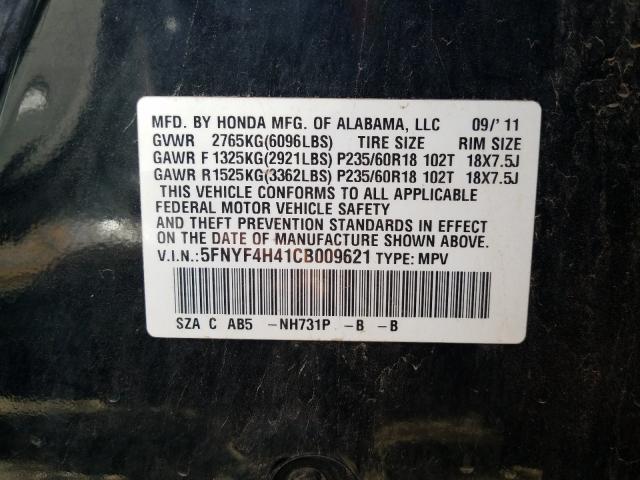 MFD. BY HONDA MFG. OF ALABAMA, LLC 09/'11
GVWR 2765KG(6096LBS) TIRE SIZE RIM SIZE
GAWR F 1325KG(2921LBS) P235/60R18 102T 18X7.5J
GAWR R1525KG(3362LBS) P235/60R18 102T 18X7.5J
THIS VEHICLE CONFORMS TO ALL APPLICABLE
FEDERAL MOTOR VEHICLE SAFETY
AND THEFT PREVENTION STANDARDS IN EFFECT
ON THE DATE OF MANUFACTURE SHOWN ABOVE.
V.I.N.: 5FNYF4H41CB009621 TYPE: MPV
SZA C AB5 -NH731P -B -B